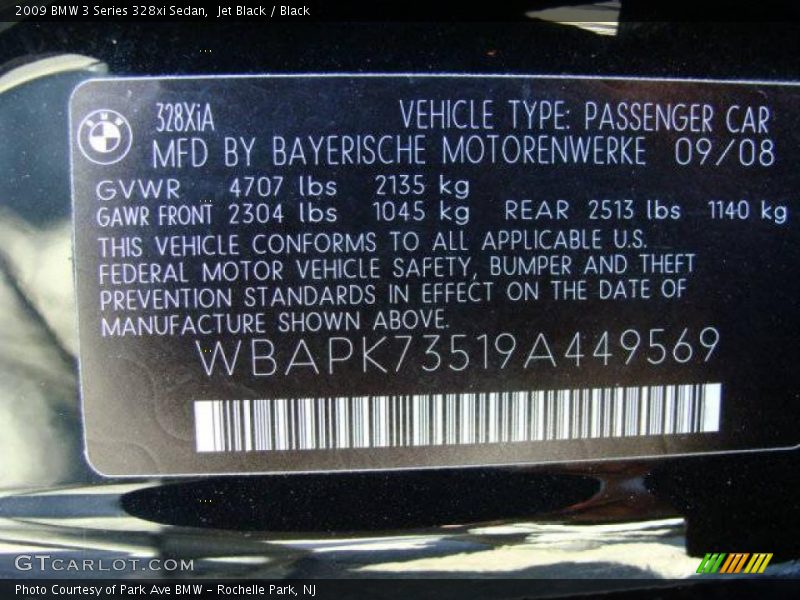 2009 BMW 3 Series 328xi Sedan,  Jet Black / Black
BMW
328XiA VEHICLE TYPE: PASSENGER CAR
MFD BY BAYERISCHE MOTORENWERKE 09/08
GVWR 4707 lbs 2135 kg
GAWR FRONT 2304 lbs 1045 kg REAR 2513 lbs 1140 kg
THIS VEHICLE CONFORMS TO ALL APPLICABLE U.S.
FEDERAL MOTOR VEHICLE SAFETY, BUMPER AND THEFT
PREVENTION STANDARDS IN EFFECT ON THE DATE OF
MANUFACTURE SHOWN ABOVE.
WBAPK73519A449569
GTCARLOT.COM
Photo Courtesy of Park Ave BMW - Rochelle Park, NJ